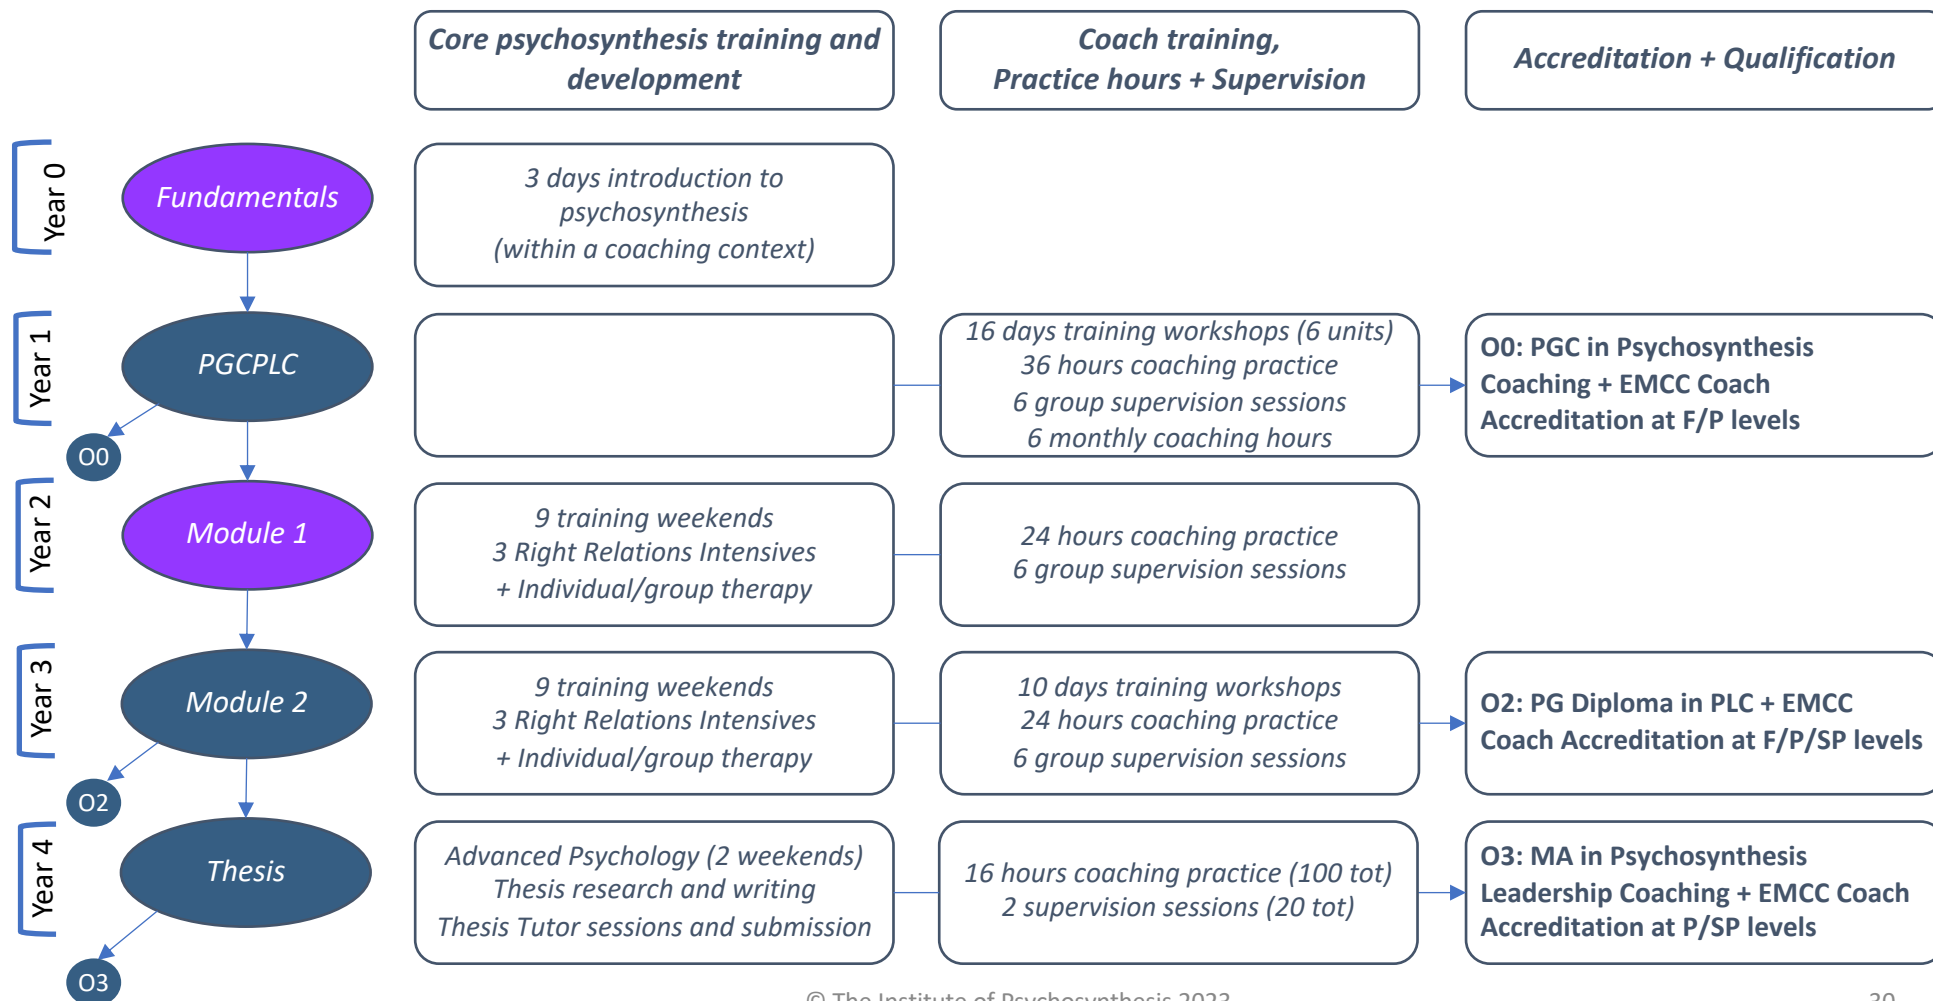 Core psychosynthesis training and
development
Coach training,
Practice hours + Supervision
Accreditation + Qualification
Year 0
Fundamentals
3 days introduction to
psychosynthesis
(within a coaching context)
Year 1
PGCPLC
O0
16 days training workshops (6 units)
36 hours coaching practice
6 group supervision sessions
6 monthly coaching hours
O0: PGC in Psychosynthesis
Coaching + EMCC Coach
Accreditation at F/P levels
Year 2
Module 1
9 training weekends
3 Right Relations Intensives
+ Individual/group therapy
24 hours coaching practice
6 group supervision sessions
Year 3
Module 2
O2
9 training weekends
3 Right Relations Intensives
+ Individual/group therapy
10 days training workshops
24 hours coaching practice
6 group supervision sessions
O2: PG Diploma in PLC + EMCC
Coach Accreditation at F/P/SP levels
Year 4
Thesis
O3
Advanced Psychology (2 weekends)
Thesis research and writing
Thesis Tutor sessions and submission
16 hours coaching practice (100 tot)
2 supervision sessions (20 tot)
O3: MA in Psychosynthesis
Leadership Coaching + EMCC Coach
Accreditation at P/SP levels
© The Institute of Psychosynthesis 2023
30